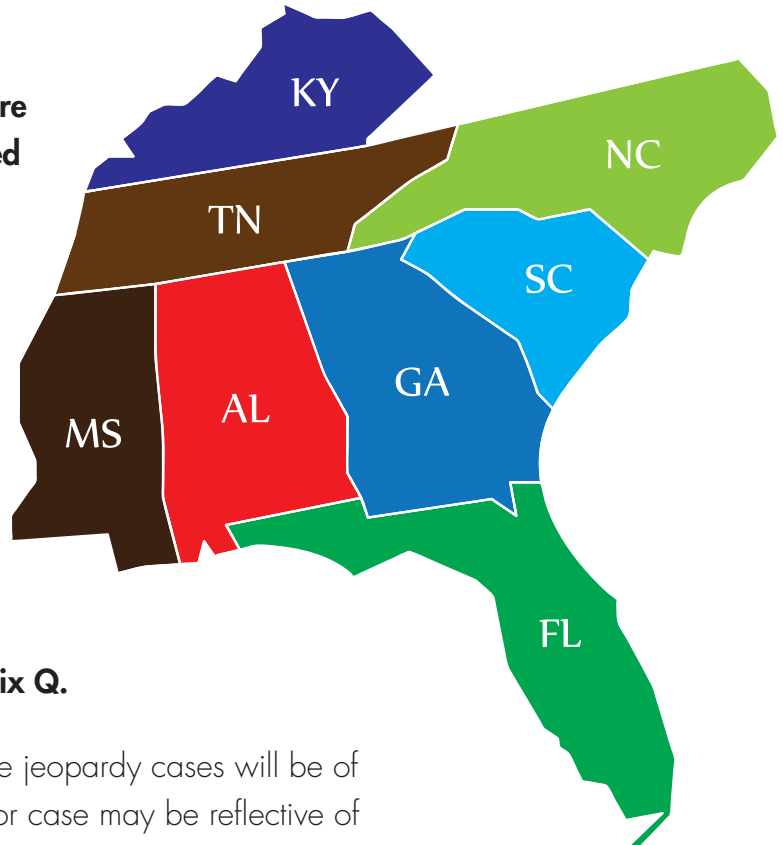 re
ed
KY
NC
TN
SC
GA
AL
MS
FL
ix Q.
e jeopardy cases will be of
or case may be reflective of